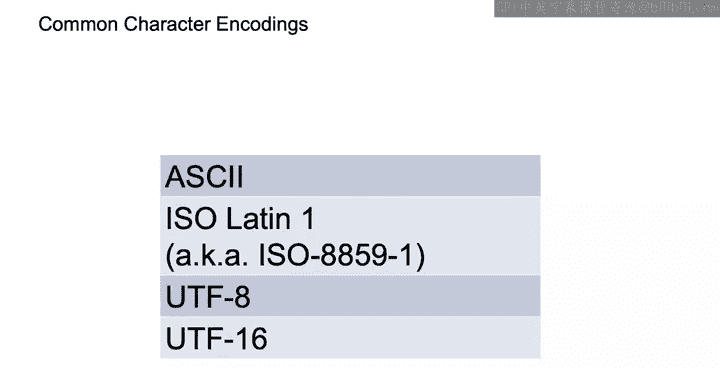 Common Character Encodings
ASCII
ISO Latin 1
(a.k.a. ISO-8859-1)
UTF-8
UTF-16